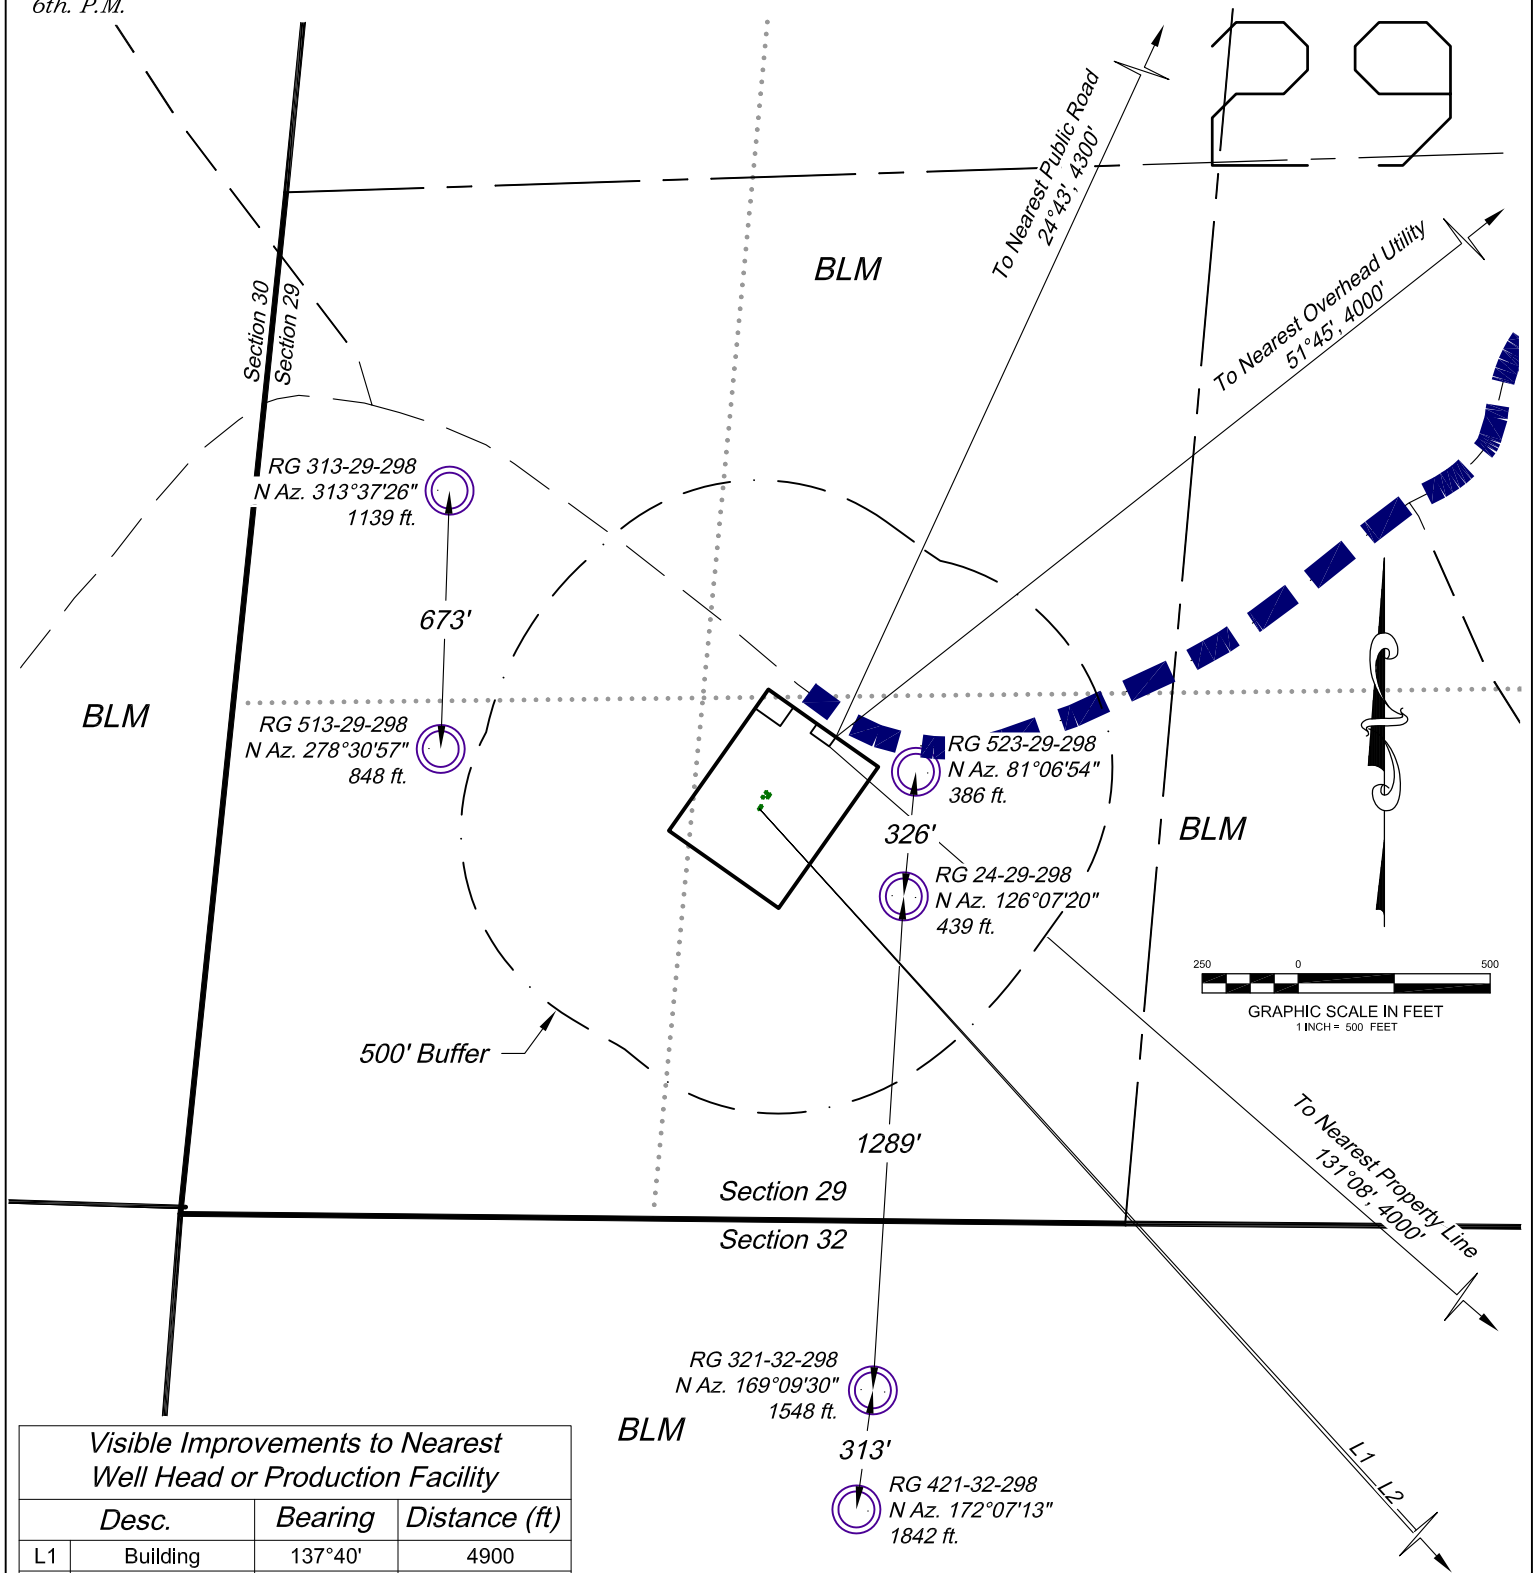 6th. P.M.
29
To Nearest Public Road
24°43', 4300'
To Nearest Overhead Utility
51°45', 4000'
BLM
Section 30
Section 29
RG 313-29-298
N Az. 313°37'26"
1139 ft.
673'
BLM
RG 513-29-298
N Az. 278°30'57"
848 ft.
RG 523-29-298
N Az. 81°06'54"
386 ft.
326'
BLM
RG 24-29-298
N Az. 126°07'20"
439 ft.
250 0 500
GRAPHIC SCALE IN FEET
1 INCH = 500 FEET
500' Buffer
1289'
To Nearest Property Line
131°08', 4000'
Section 29
Section 32
RG 321-32-298
N Az. 169°09'30"
1548 ft.
BLM
313'
RG 421-32-298
N Az. 172°07'13"
1842 ft.
L1 L2
Visible Improvements to Nearest
Well Head or Production Facility
Desc. Bearing Distance (ft)
L1 Building 137°40' 4900